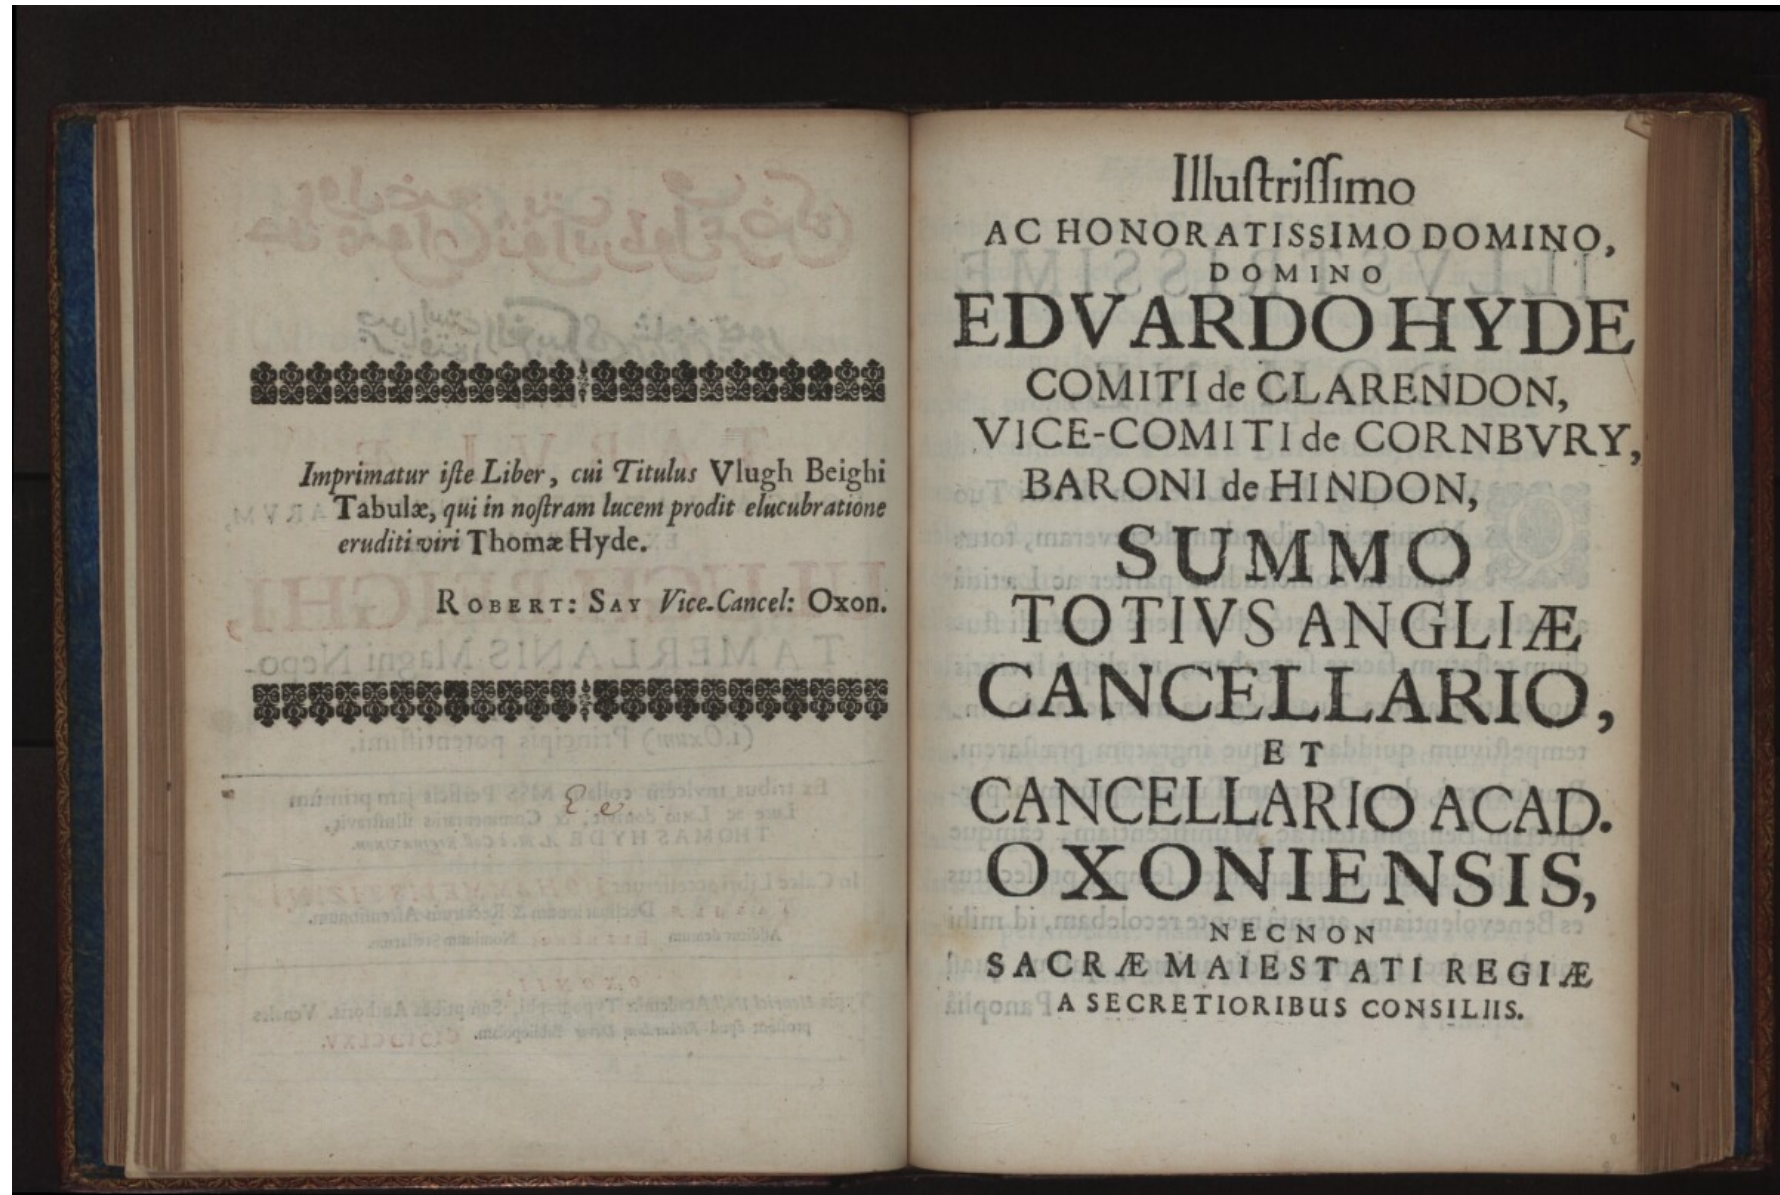 Imprimatur iſte Liber, cui Titulus Vlugh Beighi
Tabulæ, qui in noſtram lucem prodit elucubratione
eruditi viri Thomæ Hyde.
ROBERT: SAY Vice-Cancel: Oxon.
Illuſtriſſimo
AC HONORATISSIMO DOMINO,
DOMINO
EDVARDO HYDE
COMITI de CLARENDON,
VICE-COMITI de CORNBVRY,
BARONI de HINDON,
SUMMO
TOTIVS ANGLIÆ
CANCELLARIO,
ET
CANCELLARIO ACAD.
OXONIENSIS,
NECNON
SACRÆ MAIESTATI REGIÆ
A SECRETIORIBUS CONSILIIS.